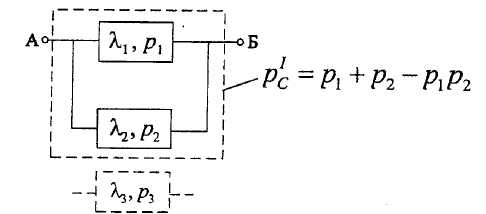 А λ₁, p₁ Б
p_C^I = p₁ + p₂ − p₁p₂
λ₂, p₂
λ₃, p₃